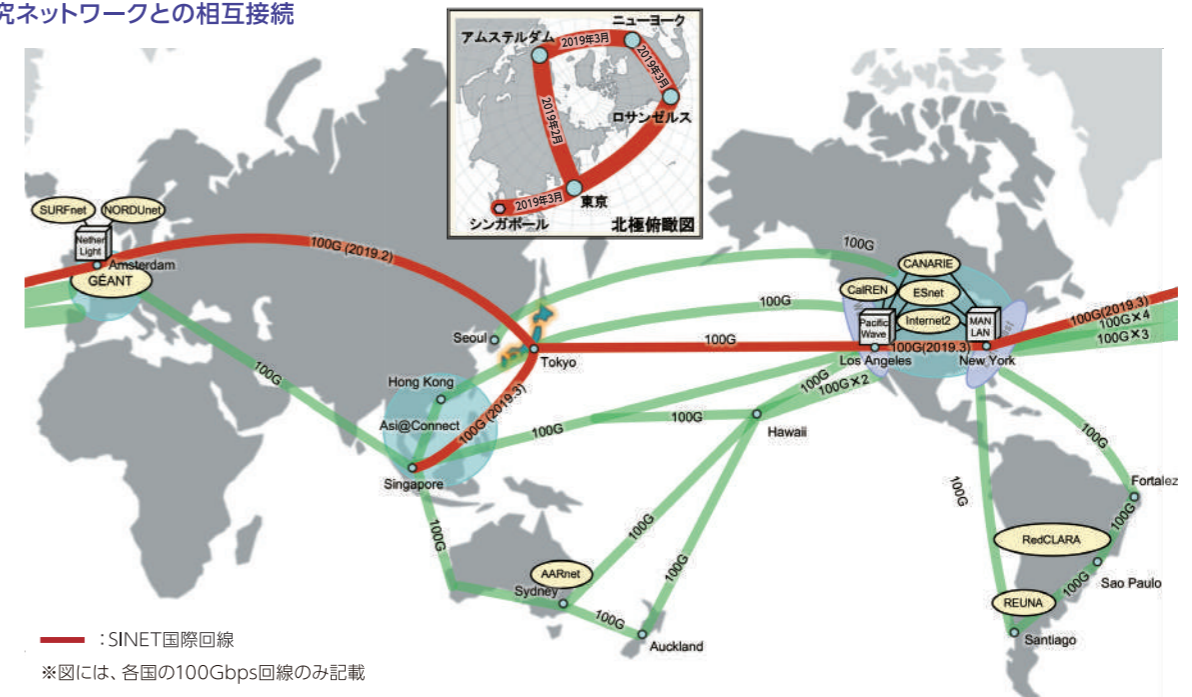 究ネットワークとの相互接続
アムステルダム
ニューヨーク
2019年3月
2019年3月
2019年2月
ロサンゼルス
2019年3月
東京
シンガポール
北極俯瞰図
SURFnet
NORDUnet
Nether
Light
Amsterdam
GÉANT
100G (2019.2)
100G
Seoul
Tokyo
Hong Kong
Asi@Connect
100G (2019.3)
Singapore
100G
100G
100G
CANARIE
CalREN
ESnet
Internet2
Pacific
Wave
MAN
LAN
100G
100G(2019.3)
Los Angeles
New York
100G(2019.3)
100G×4
100G×3
100G
100G×2
100G
100G
Hawaii
100G
100G
100G
AARnet
Sydney
100G
Auckland
100G
100G
Fortalez
RedCLARA
100G
Sao Paulo
100G
REUNA
Santiago
:SINET国際回線
※図には、各国の100Gbps回線のみ記載